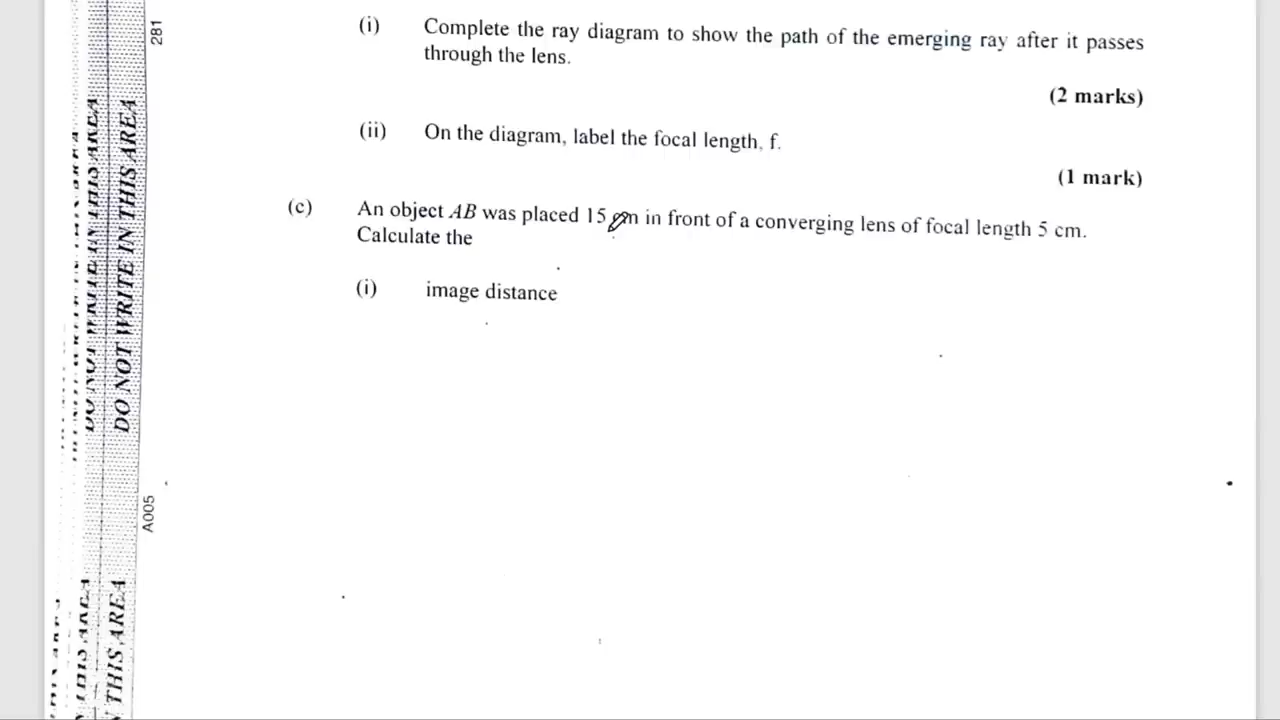 (i) Complete the ray diagram to show the path of the emerging ray after it passes
through the lens.
(2 marks)
(ii) On the diagram, label the focal length, f.
(1 mark)
(c) An object AB was placed 15 cm in front of a converging lens of focal length 5 cm.
Calculate the
(i) image distance
281
DO NOT WRITE IN THIS AREA
A005
THIS AREA
THIS AREA